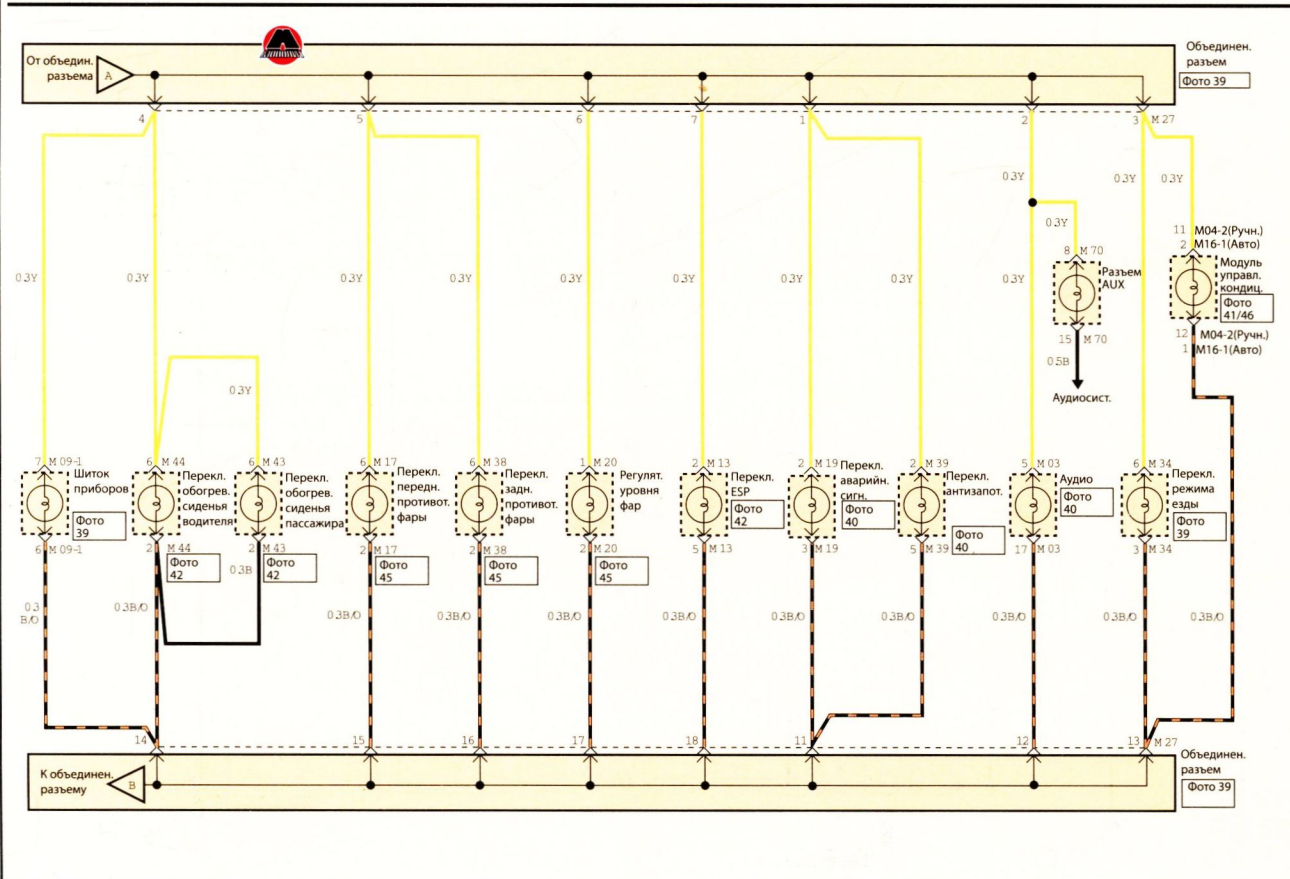 От объедин.
разъема
A
Объединен.
разъем
Фото 39
4
5
6
7
1
2
3 M 27
0.3Y
0.3Y
0.3Y
0.3Y
11 M04-2(Ручн.)
2 M16-1(Авто)
8 M 70
Разъем
AUX
Модуль
управл.
кондиц.
Фото
41/46
0.3Y
0.3Y
0.3Y
0.3Y
0.3Y
0.3Y
0.3Y
0.3Y
0.3Y
15 M 70
12 M04-2(Ручн.)
1 M16-1(Авто)
0.5B
Аудиосист.
0.3Y
7 M 09-1
Шиток
приборов
Фото
39
6 M 09-1
6 M 44
Перекл.
обогрев.
сиденья
водителя
2 M 44
Фото
42
6 M 43
Перекл.
обогрев.
сиденья
пассажира
2 M 43
Фото
42
6 M 17
Перекл.
передн.
противот.
фары
2 M 17
Фото
45
6 M 38
Перекл.
задн.
противот.
фары
2 M 38
Фото
45
1 M 20
Регулят.
уровня
фар
2 M 20
Фото
45
2 M 13
Перекл.
ESP
Фото
42
5 M 13
2 M 19
Перекл.
аварийн.
сигн.
Фото
40
3 M 19
2 M 39
Перекл.
антизапот.
Фото
40
5 M 39
5 M 03
Аудио
Фото
40
17 M 03
6 M 34
Перекл.
режима
езды
Фото
39
3 M 34
0.3B
0.3
B/O
0.3B/O
0.3B/O
0.3B/O
0.3B/O
0.3B/O
0.3B/O
0.3B/O
0.3B/O
0.3B/O
0.3B/O
14
15
16
17
18
11
12
13 M 27
К объединен.
разъему
B
Объединен.
разъем
Фото 39